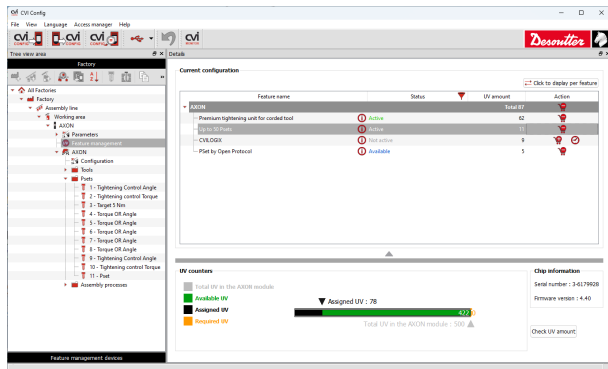 CVI Config
File View Language Access manager Help
cvi CONFIG cvi CONFIG cvi CONFIG cvi
Desoutter
Tree view area
Details
Factory
All Factories
Factory
Assembly line
Working area
AXON
Parameters
Feature management
AXON
Configuration
Tools
Psets
1 - Tightening Control Angle
2 - Tightening control Torque
3 - Target 5 Nm
4 - Torque OR Angle
5 - Torque OR Angle
6 - Torque OR Angle
7 - Torque OR Angle
8 - Torque OR Angle
9 - Tightening Control Angle
10 - Tightening control Torque
11 - Pset
Assembly processes
Feature management devices
Current configuration
Click to display per feature
Feature name Status UV amount Action
AXON Total 87
Premium tightening unit for corded tool Active 62
Up to 50 Psets Active 11
CVILOGIX Not active 9
PSet by Open Protocol Available 5
UV counters
Total UV in the AXON module
Available UV
Assigned UV
Required UV
Assigned UV : 78
422
Total UV in the AXON module : 500
Chip information
Serial number : 3-6179928
Firmware version : 4.40
Check UV amount